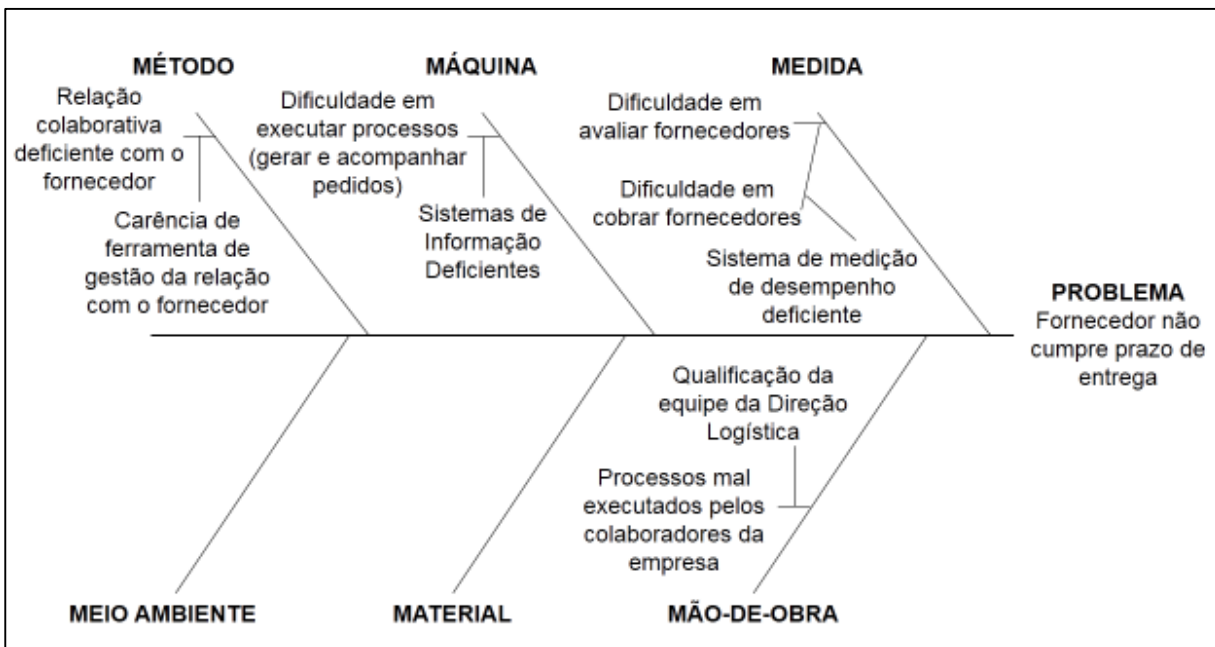 MÉTODO
Relação
colaborativa
deficiente com o
fornecedor
Carência de
ferramenta de
gestão da relação
com o fornecedor
MÁQUINA
Dificuldade em
executar processos
(gerar e acompanhar
pedidos)
Sistemas de
Informação
Deficientes
MEDIDA
Dificuldade em
avaliar fornecedores
Dificuldade em
cobrar fornecedores
Sistema de medição
de desempenho
deficiente
PROBLEMA
Fornecedor não
cumpre prazo de
entrega
Qualificação da
equipe da Direção
Logística
Processos mal
executados pelos
colaboradores da
empresa
MEIO AMBIENTE
MATERIAL
MÃO-DE-OBRA